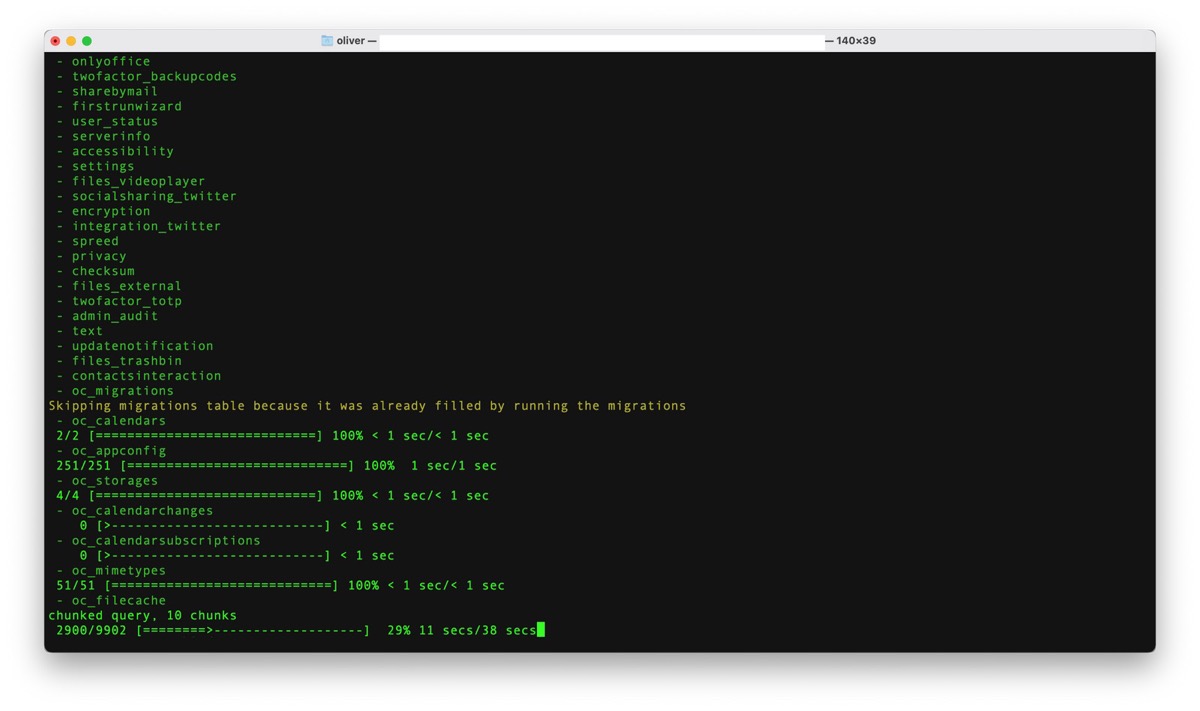 oliver — — 140×39
- onlyoffice
- twofactor_backupcodes
- sharebymail
- firstrunwizard
- user_status
- serverinfo
- accessibility
- settings
- files_videoplayer
- socialsharing_twitter
- encryption
- integration_twitter
- spreed
- privacy
- checksum
- files_external
- twofactor_totp
- admin_audit
- text
- updatenotification
- files_trashbin
- contactsinteraction
- oc_migrations
Skipping migrations table because it was already filled by running the migrations
- oc_calendars
2/2 [============================] 100% < 1 sec/< 1 sec
- oc_appconfig
251/251 [============================] 100%  1 sec/1 sec
- oc_storages
4/4 [============================] 100% < 1 sec/< 1 sec
- oc_calendarchanges
0 [>---------------------------] < 1 sec
- oc_calendarsubscriptions
0 [>---------------------------] < 1 sec
- oc_mimetypes
51/51 [============================] 100% < 1 sec/< 1 sec
- oc_filecache
chunked query, 10 chunks
2900/9902 [========>-------------------]  29% 11 secs/38 secs